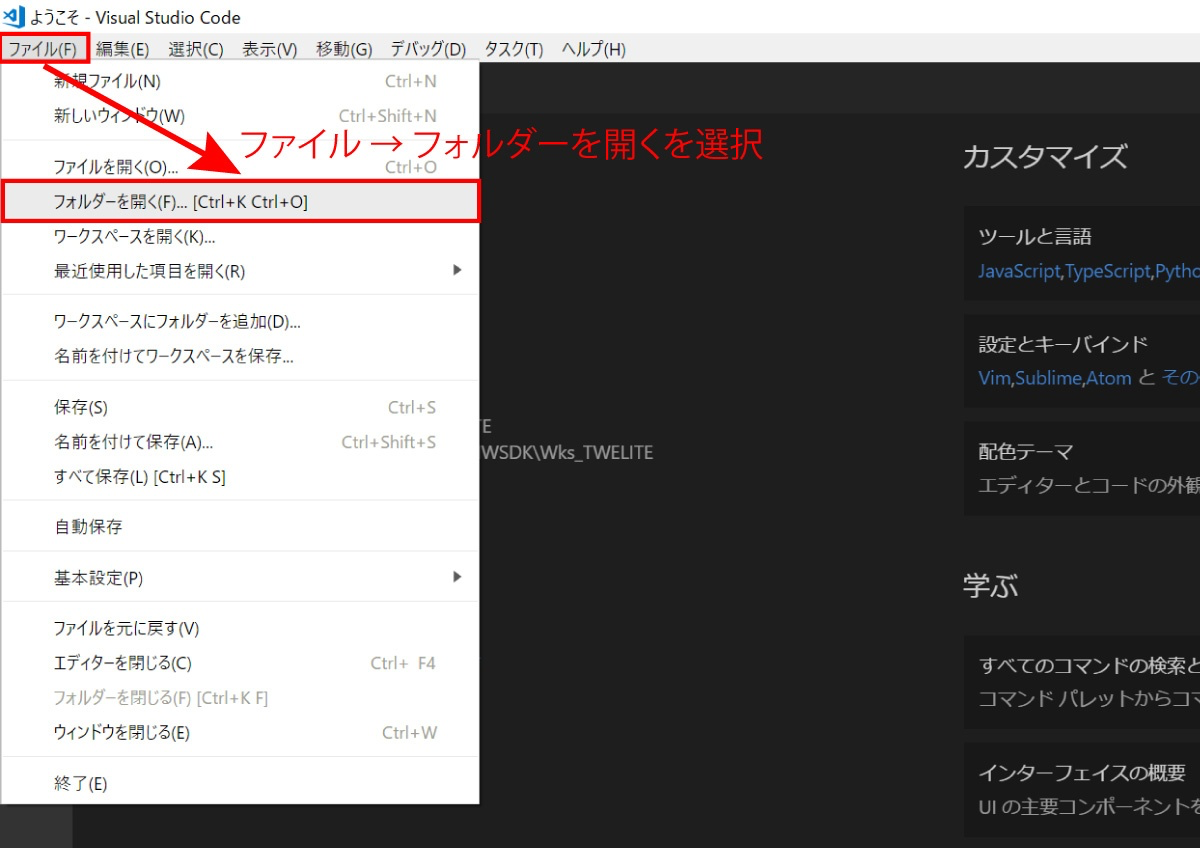 ようこそ - Visual Studio Code
ファイル(F) 編集(E) 選択(C) 表示(V) 移動(G) デバッグ(D) タスク(T) ヘルプ(H)
新規ファイル(N) Ctrl+N
新しいウィンドウ(W) Ctrl+Shift+N
ファイル → フォルダーを開くを選択
ファイルを開く(O)... Ctrl+O
フォルダーを開く(F)... [Ctrl+K Ctrl+O]
ワークスペースを開く(K)...
最近使用した項目を開く(R)
ワークスペースにフォルダーを追加(D)...
名前を付けてワークスペースを保存...
保存(S) Ctrl+S
名前を付けて保存(A)... Ctrl+Shift+S
すべて保存(L) [Ctrl+K S]
自動保存
基本設定(P)
ファイルを元に戻す(V)
エディターを閉じる(C) Ctrl+ F4
フォルダーを閉じる(F) [Ctrl+K F]
ウィンドウを閉じる(E) Ctrl+W
終了(E)
TE
WSDK\Wks_TWELITE
カスタマイズ
ツールと言語
JavaScript,TypeScript,Pytho
設定とキーバインド
Vim,Sublime,Atom と その
配色テーマ
エディターとコードの外観
学ぶ
すべてのコマンドの検索と
コマンド パレットからコマ
インターフェイスの概要
UI の主要コンポーネントを